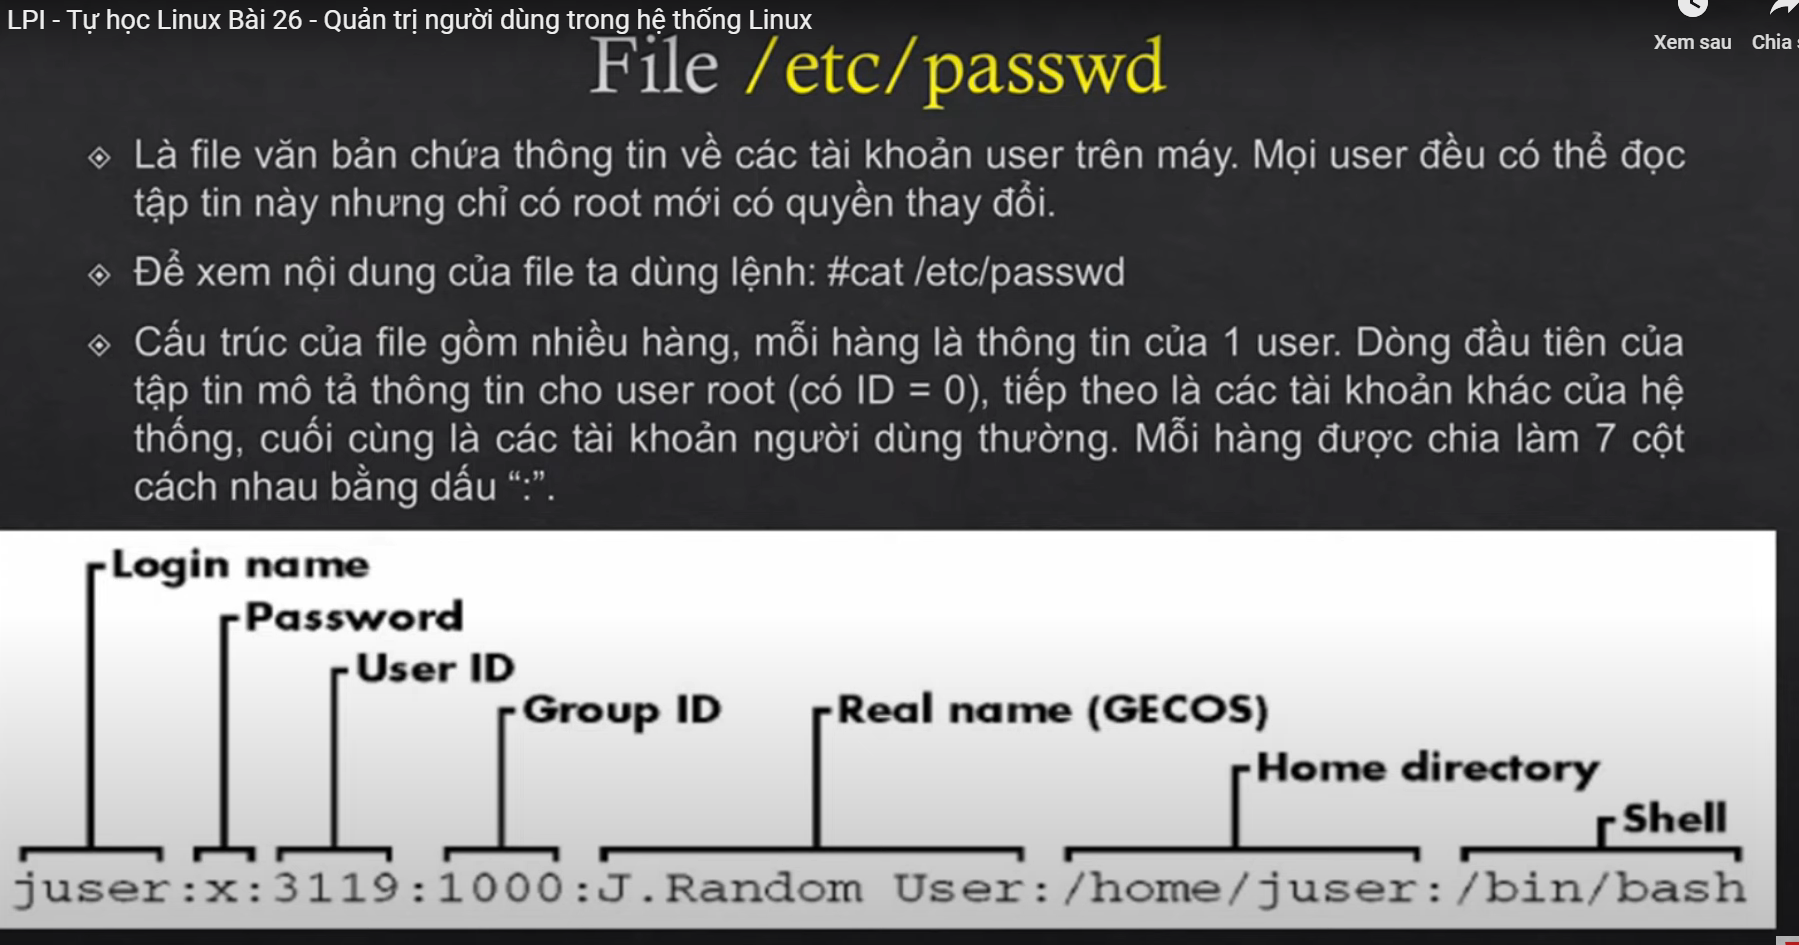 LPI - Tự học Linux Bài 26 - Quản trị người dùng trong hệ thống Linux
Xem sau
Chia s
File /etc/passwd
Là file văn bản chứa thông tin về các tài khoản user trên máy. Mọi user đều có thể đọc
tập tin này nhưng chỉ có root mới có quyền thay đổi.
Để xem nội dung của file ta dùng lệnh: #cat /etc/passwd
Cấu trúc của file gồm nhiều hàng, mỗi hàng là thông tin của 1 user. Dòng đầu tiên của
tập tin mô tả thông tin cho user root (có ID = 0), tiếp theo là các tài khoản khác của hệ
thống, cuối cùng là các tài khoản người dùng thường. Mỗi hàng được chia làm 7 cột
cách nhau bằng dấu “:”.
Login name
Password
User ID
Group ID
Real name (GECOS)
Home directory
Shell
juser:x:3119:1000:J.Random User:/home/juser:/bin/bash